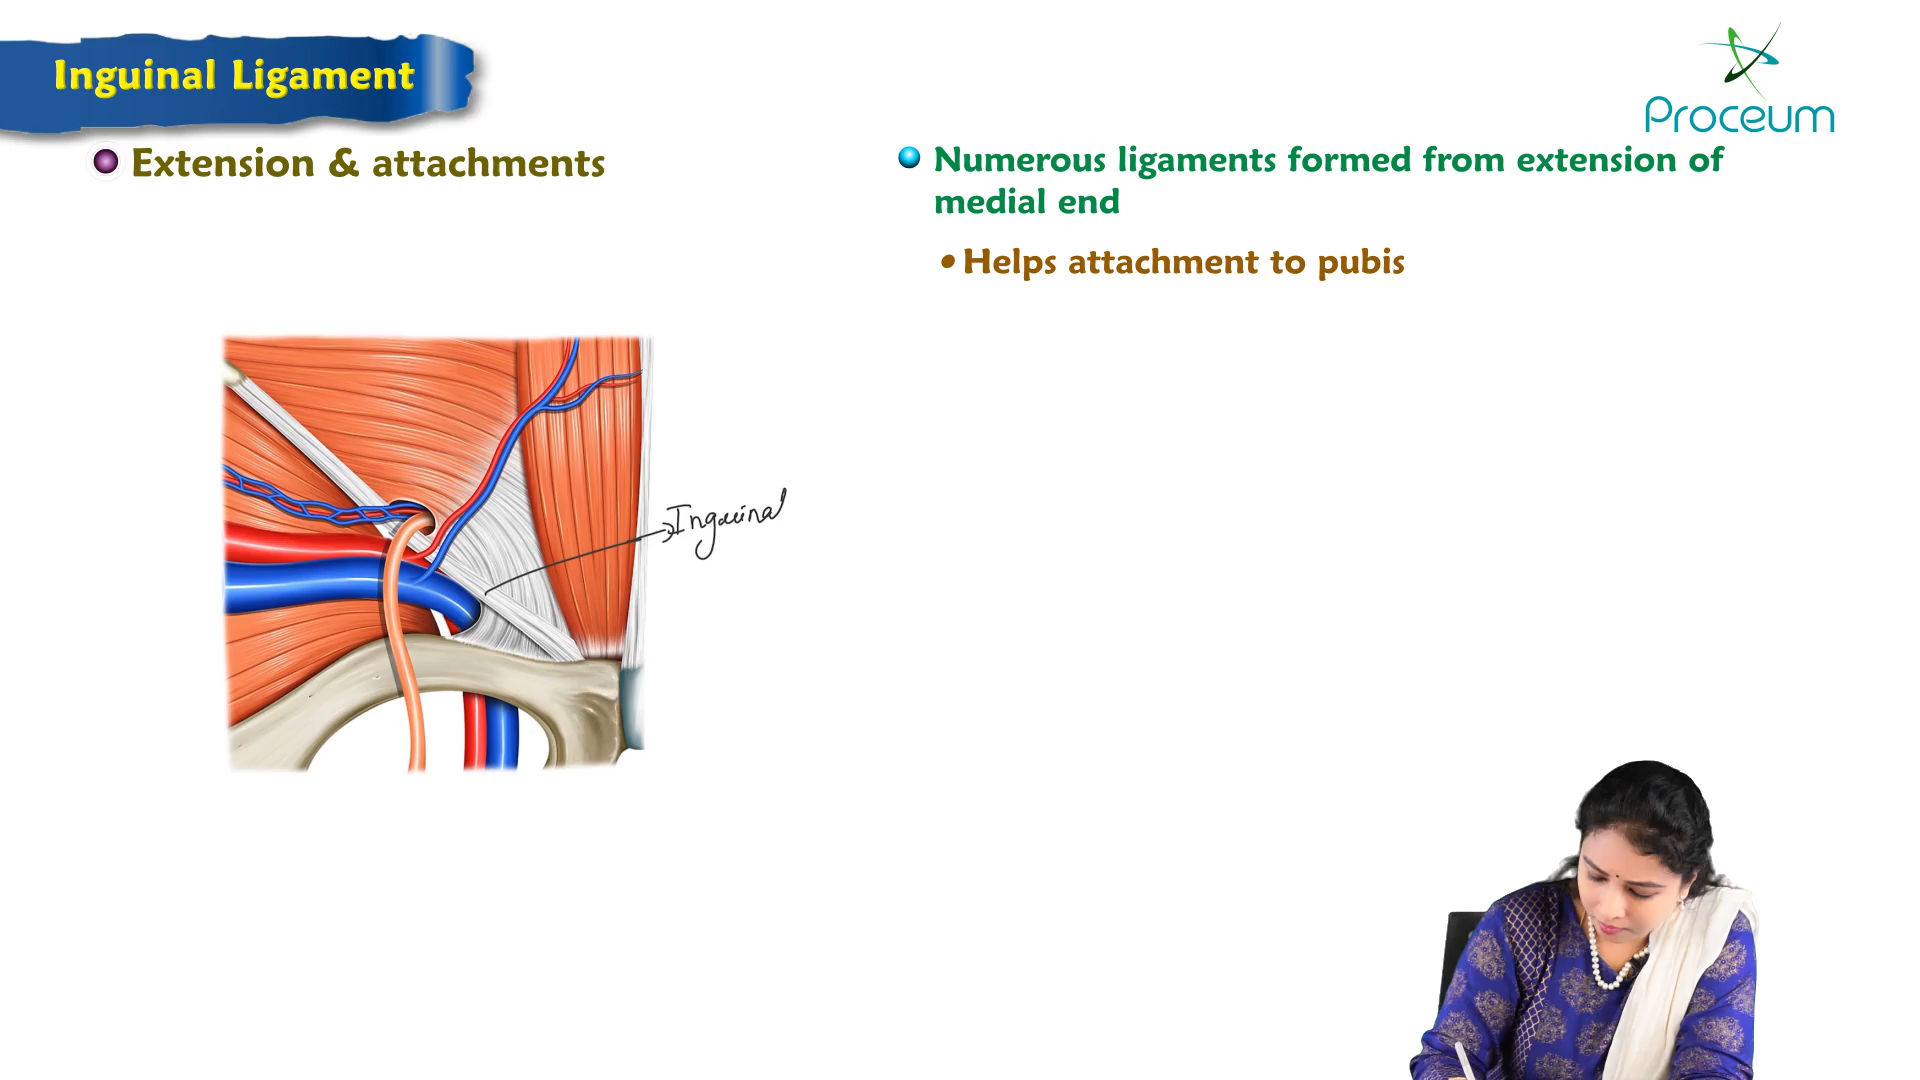 Inguinal Ligament
Proceum
Extension & attachments
Numerous ligaments formed from extension of
medial end
Helps attachment to pubis
Inguinal